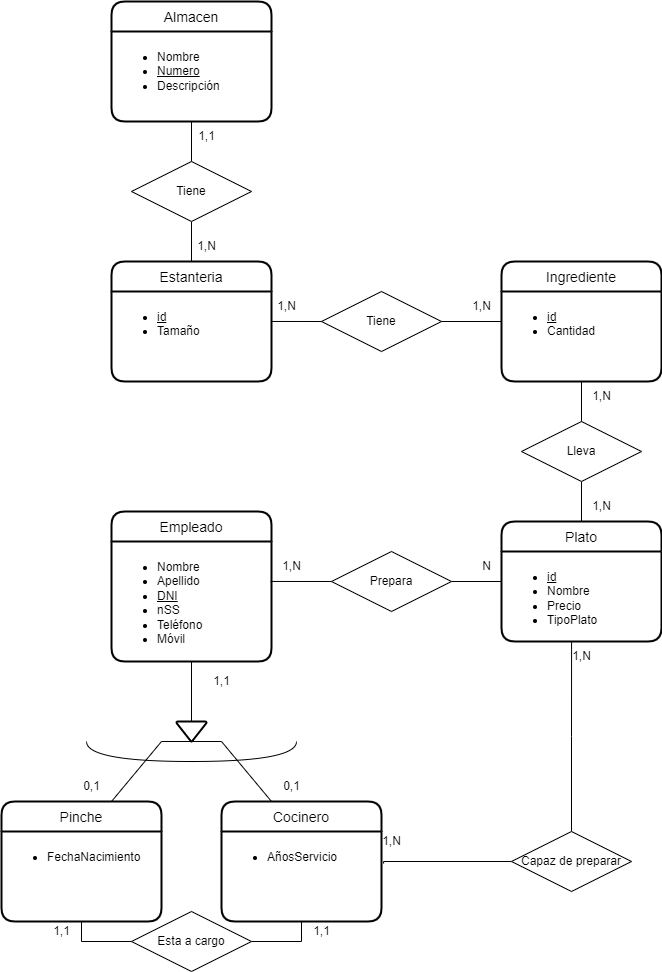 Almacen
Nombre
Numero
Descripción
1,1
Tiene
1,N
Estanteria
id
Tamaño
1,N
Tiene
1,N
Ingrediente
id
Cantidad
1,N
Lleva
1,N
Empleado
Nombre
Apellido
DNI
nSS
Teléfono
Móvil
1,N
Prepara
N
Plato
id
Nombre
Precio
TipoPlato
1,1
1,N
0,1
0,1
Pinche
FechaNacimiento
Cocinero
AñosServicio
1,N
Capaz de preparar
1,1
Esta a cargo
1,1